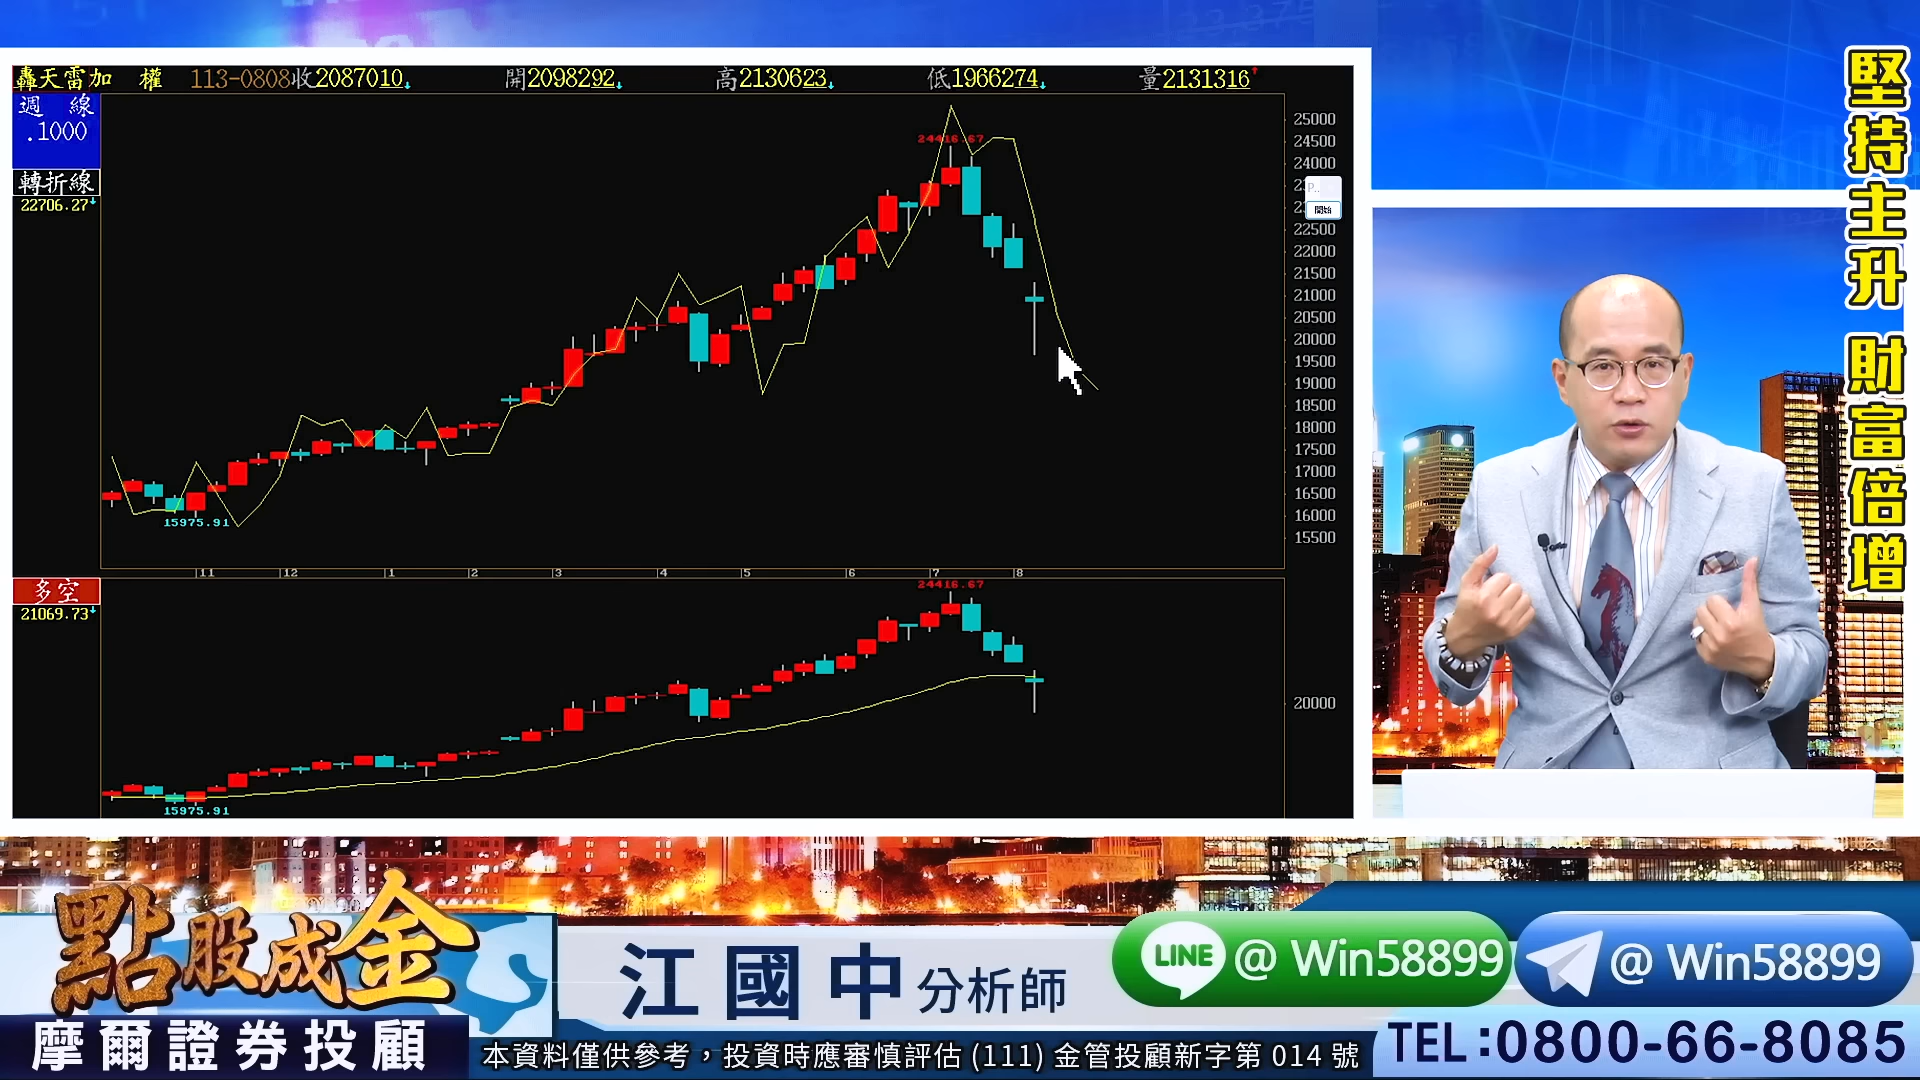 轟天雷加 權 113-0808收2087010↓ 開2098292↓ 高2130623↓ 低1966274↓ 量2131316↑
週 線
.1000
轉折線
22706.27↓
24416.67
15975.91
25000
24500
24000
22500
22000
21500
21000
20500
20000
19500
19000
18500
18000
17500
17000
16500
16000
15500
P..
開始
11 12 1 2 3 4 5 6 7 8
多空
21069.73↓
24416.67
15975.91
20000
堅持主升 財富倍增
點股成金
摩爾證券投顧
江國中 分析師
LINE @ Win58899
@ Win58899
TEL:0800-66-8085
本資料僅供參考，投資時應審慎評估 (111) 金管投顧新字第 014 號